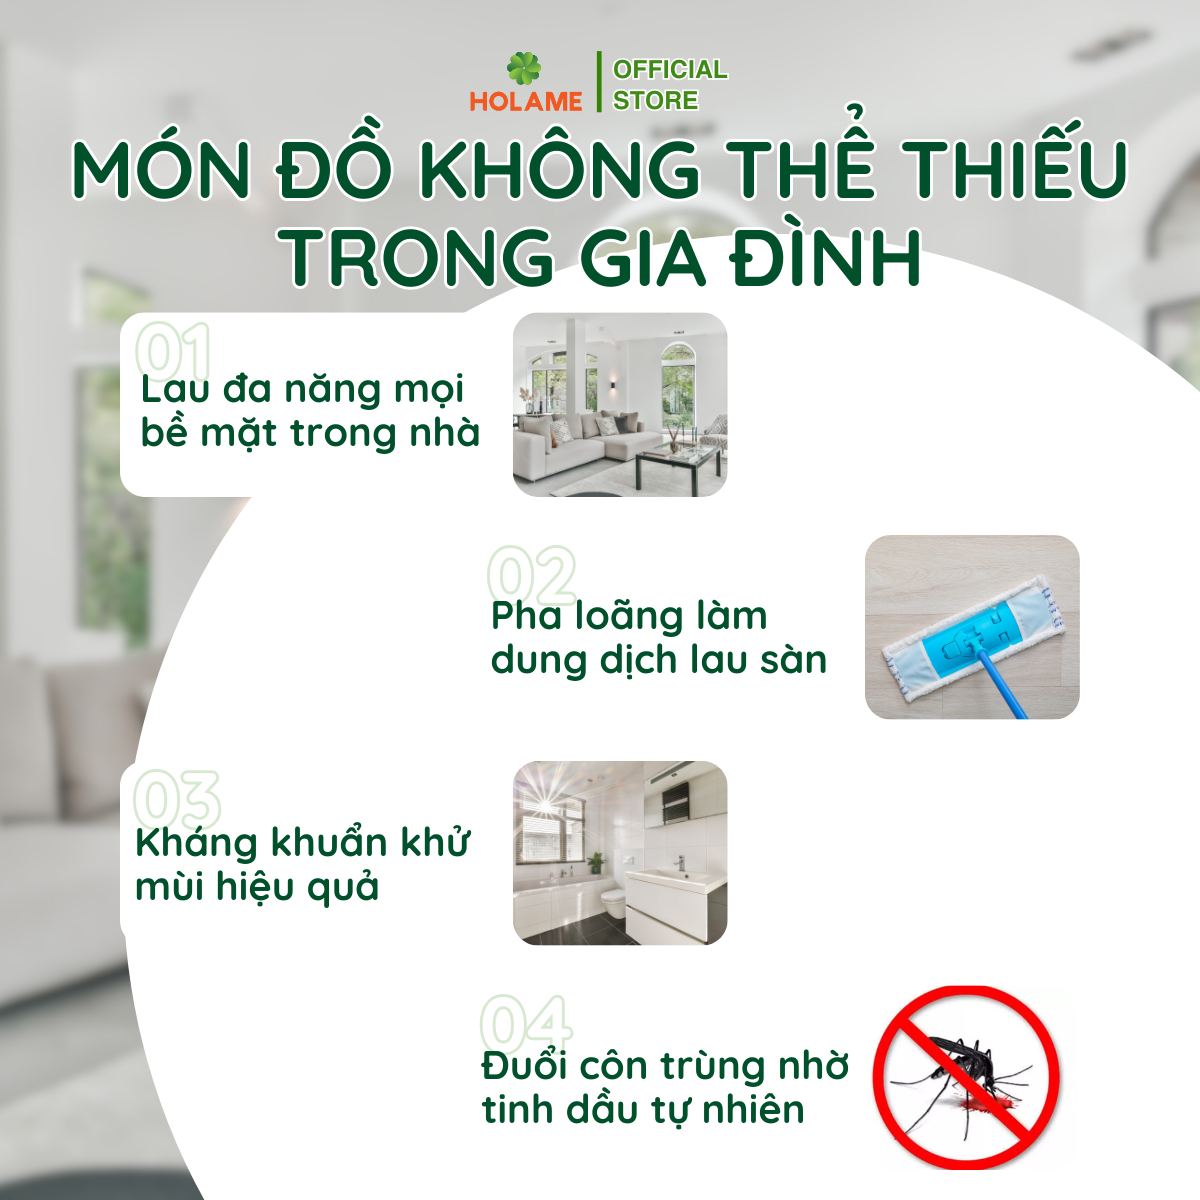 HOLAME
OFFICIAL
STORE
MÓN ĐỒ KHÔNG THỂ THIẾU
TRONG GIA ĐÌNH
01
Lau đa năng mọi
bề mặt trong nhà
02
Pha loãng làm
dung dịch lau sàn
03
Kháng khuẩn khử
mùi hiệu quả
04
Đuổi côn trùng nhờ
tinh dầu tự nhiên